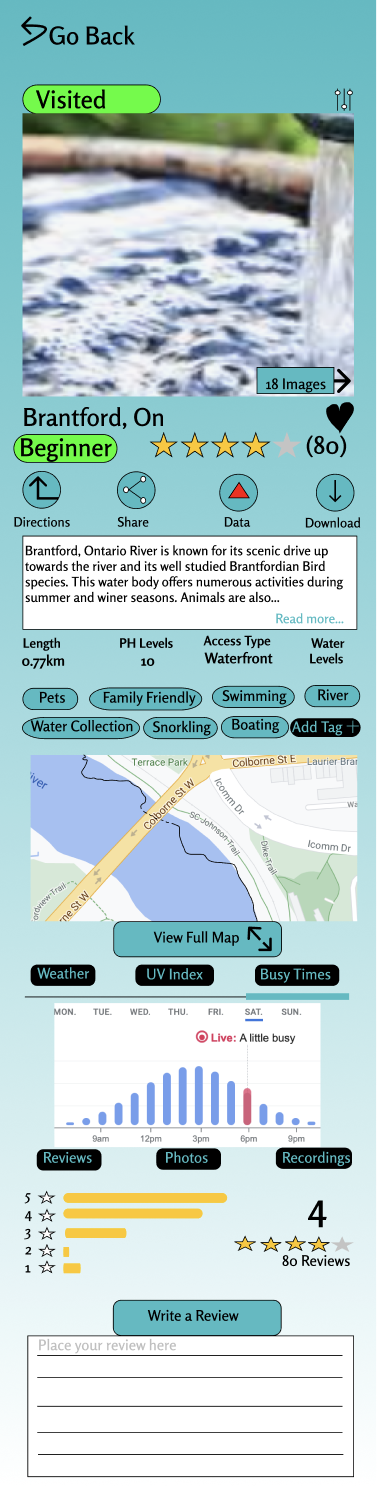 Go Back
Visited
18 Images
Brantford, On
Beginner
(80)
Directions
Share
Data
Download
Brantford, Ontario River is known for its scenic drive up
towards the river and its well studied Brantfordian Bird
species. This water body offers numerous activities during
summer and winer seasons. Animals are also...
Read more...
Length
0.77km
PH Levels
10
Access Type
Waterfront
Water
Levels
Pets
Family Friendly
Swimming
River
Water Collection
Snorkling
Boating
Add Tag +
Terrace Park
Colborne St E
Laurier Bran
iver
Colborne St W
Icomm Dr
SC-Johnson-Trail
Dike-Trail
Icomm Dr
ordview-Trail
rne St W
View Full Map
Weather
UV Index
Busy Times
MON.
TUE.
WED.
THU.
FRI.
SAT.
SUN.
Live: A little busy
9am
12pm
3pm
6pm
9pm
Reviews
Photos
Recordings
5
4
3
2
1
4
80 Reviews
Write a Review
Place your review here